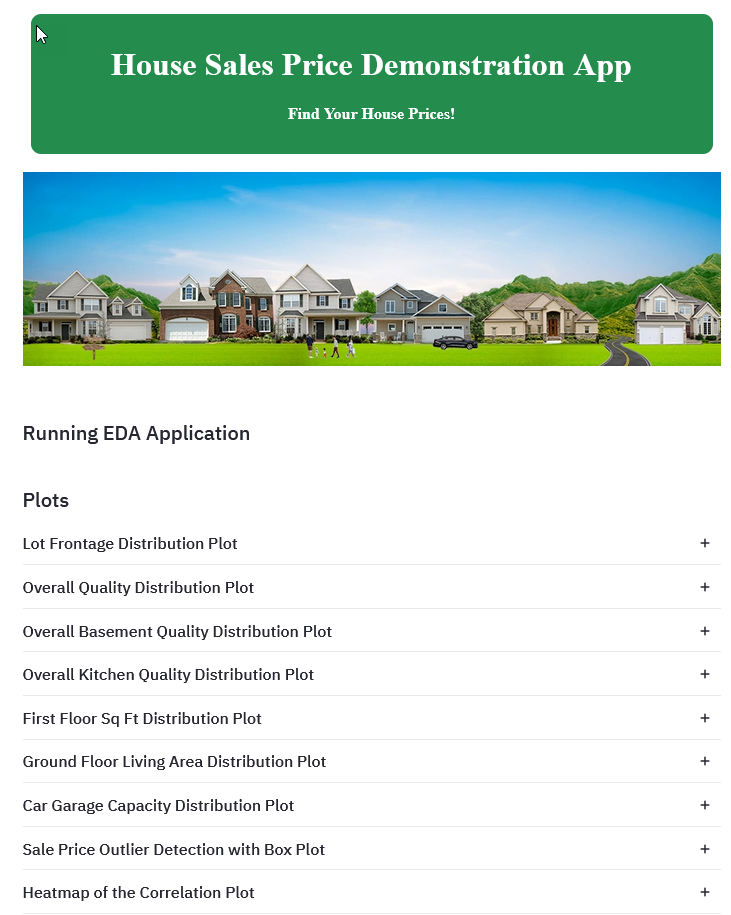 House Sales Price Demonstration App
Find Your House Prices!
Running EDA Application
Plots
Lot Frontage Distribution Plot
Overall Quality Distribution Plot
Overall Basement Quality Distribution Plot
Overall Kitchen Quality Distribution Plot
First Floor Sq Ft Distribution Plot
Ground Floor Living Area Distribution Plot
Car Garage Capacity Distribution Plot
Sale Price Outlier Detection with Box Plot
Heatmap of the Correlation Plot